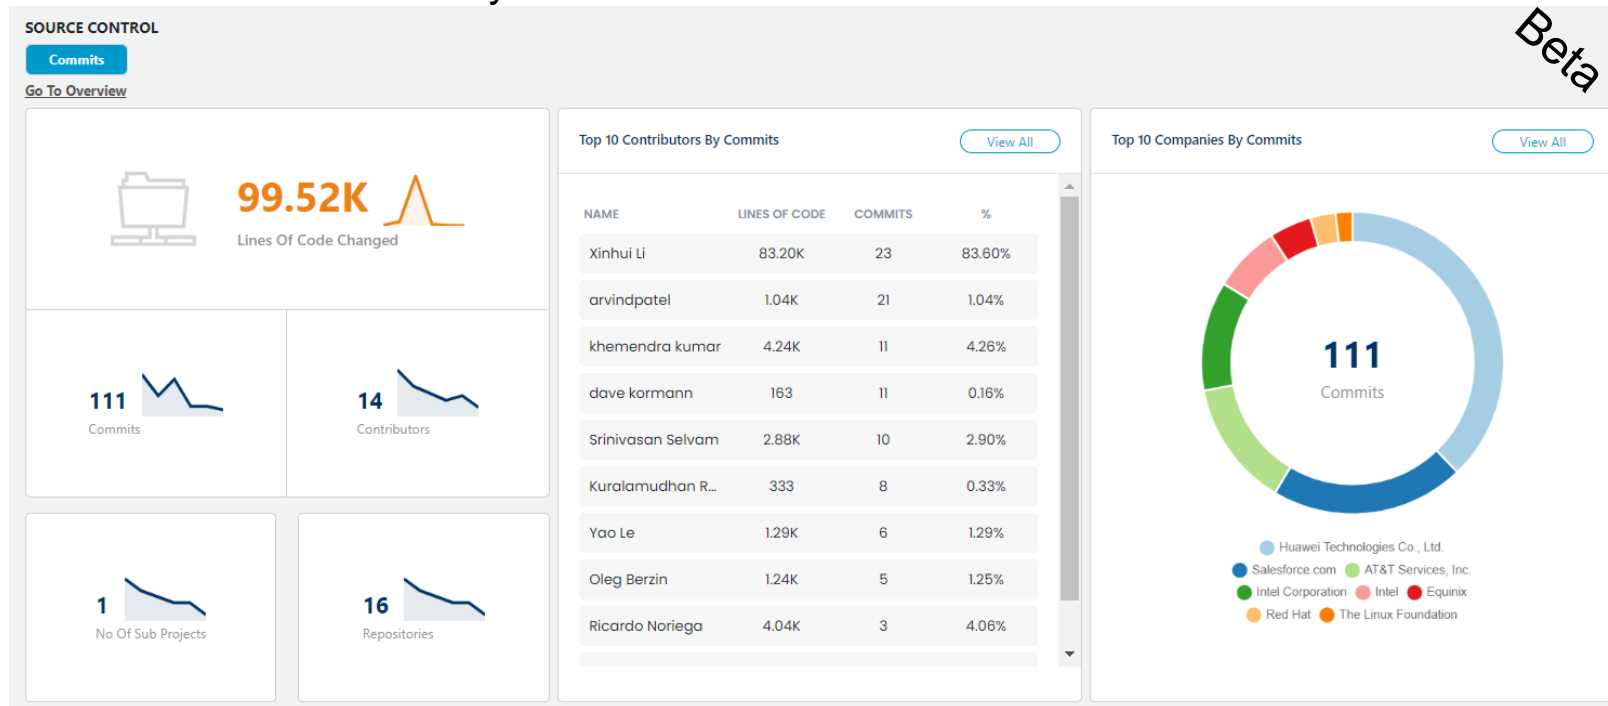 SOURCE CONTROL
Beta
Commits
Go To Overview
99.52K
Lines Of Code Changed
111
Commits
14
Contributors
1
No Of Sub Projects
16
Repositories
Top 10 Contributors By Commits
View All
NAME LINES OF CODE COMMITS %
Xinhui Li 83.20K 23 83.60%
arvindpatel 1.04K 21 1.04%
khemendra kumar 4.24K 11 4.26%
dave kormann 163 11 0.16%
Srinivasan Selvam 2.88K 10 2.90%
Kuralamudhan R... 333 8 0.33%
Yao Le 1.29K 6 1.29%
Oleg Berzin 1.24K 5 1.25%
Ricardo Noriega 4.04K 3 4.06%
Top 10 Companies By Commits
View All
111
Commits
Huawei Technologies Co., Ltd.
Salesforce.com AT&T Services, Inc.
Intel Corporation Intel Equinix
Red Hat The Linux Foundation